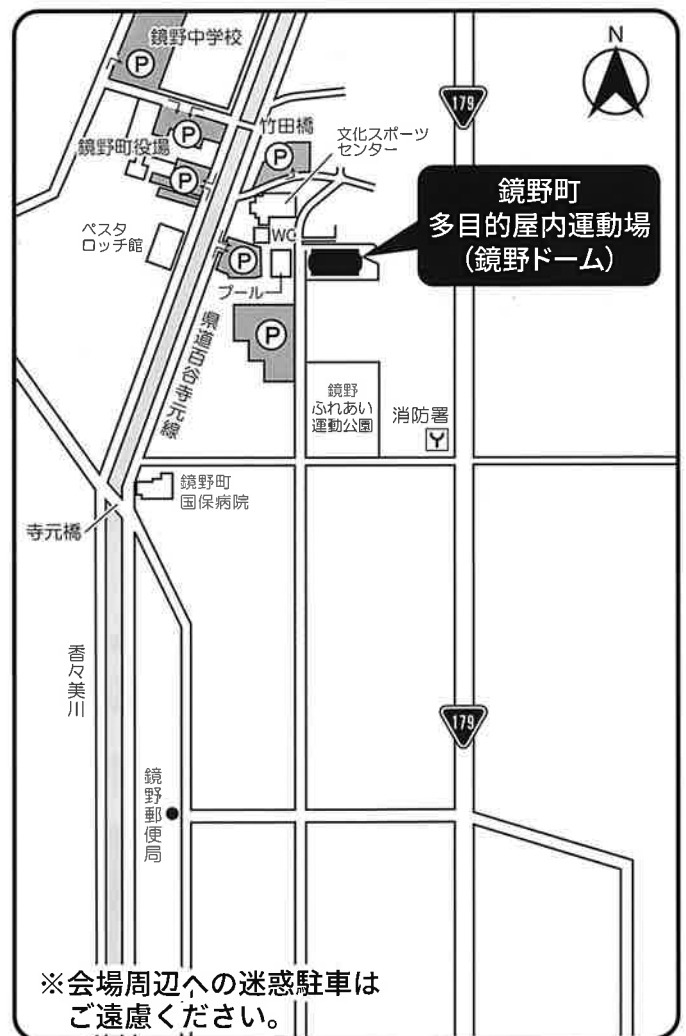 鏡野中学校
N
P
179
竹田橋
文化スポーツ
センター
P
P
鏡野町役場
P
鏡野町
多目的屋内運動場
(鏡野ドーム)
ペスタ
ロッチ館
WC
P
プール
P
県道百谷寺元線
鏡野
ふれあい
運動公園
消防署
鏡野町
国保病院
寺元橋
香々美川
179
鏡野郵便局
※会場周辺への迷惑駐車は
ご遠慮ください。